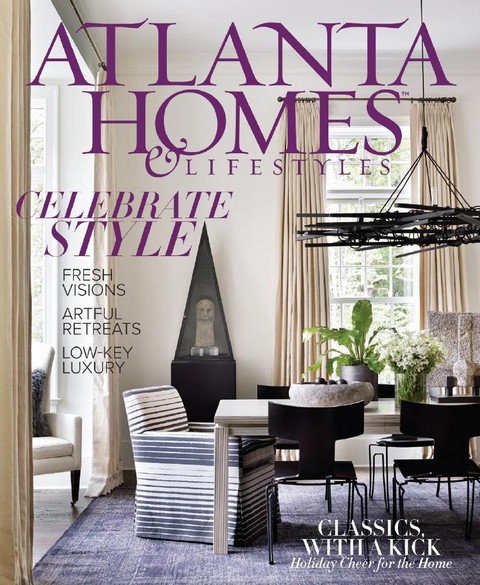 ATLANTA
HOMES™
& LIFESTYLES
CELEBRATE
STYLE
FRESH
VISIONS
ARTFUL
RETREATS
LOW-KEY
LUXURY
CLASSICS,
WITH A KICK
Holiday Cheer for the Home